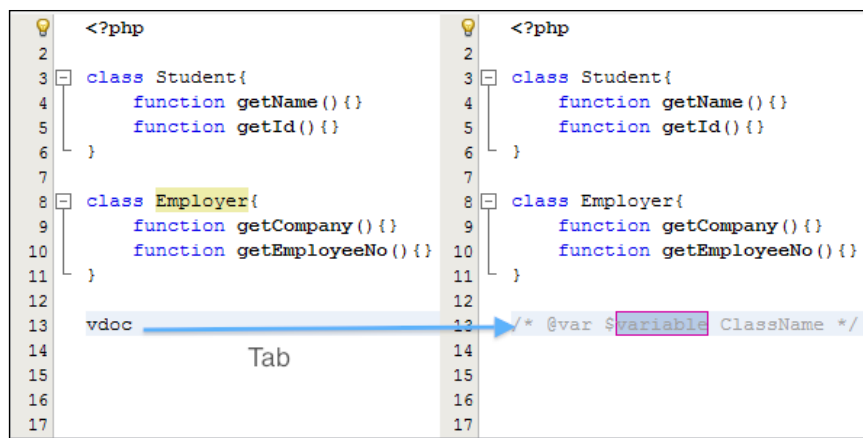 <?php
2
3 class Student{
4 function getName(){}
5 function getId(){}
6 }
7
8 class Employer{
9 function getCompany(){}
10 function getEmployeeNo(){}
11 }
12
13 vdoc
14
15
16
17
Tab
<?php
2
3 class Student{
4 function getName(){}
5 function getId(){}
6 }
7
8 class Employer{
9 function getCompany(){}
10 function getEmployeeNo(){}
11 }
12
13 /* @var $variable ClassName */
14
15
16
17